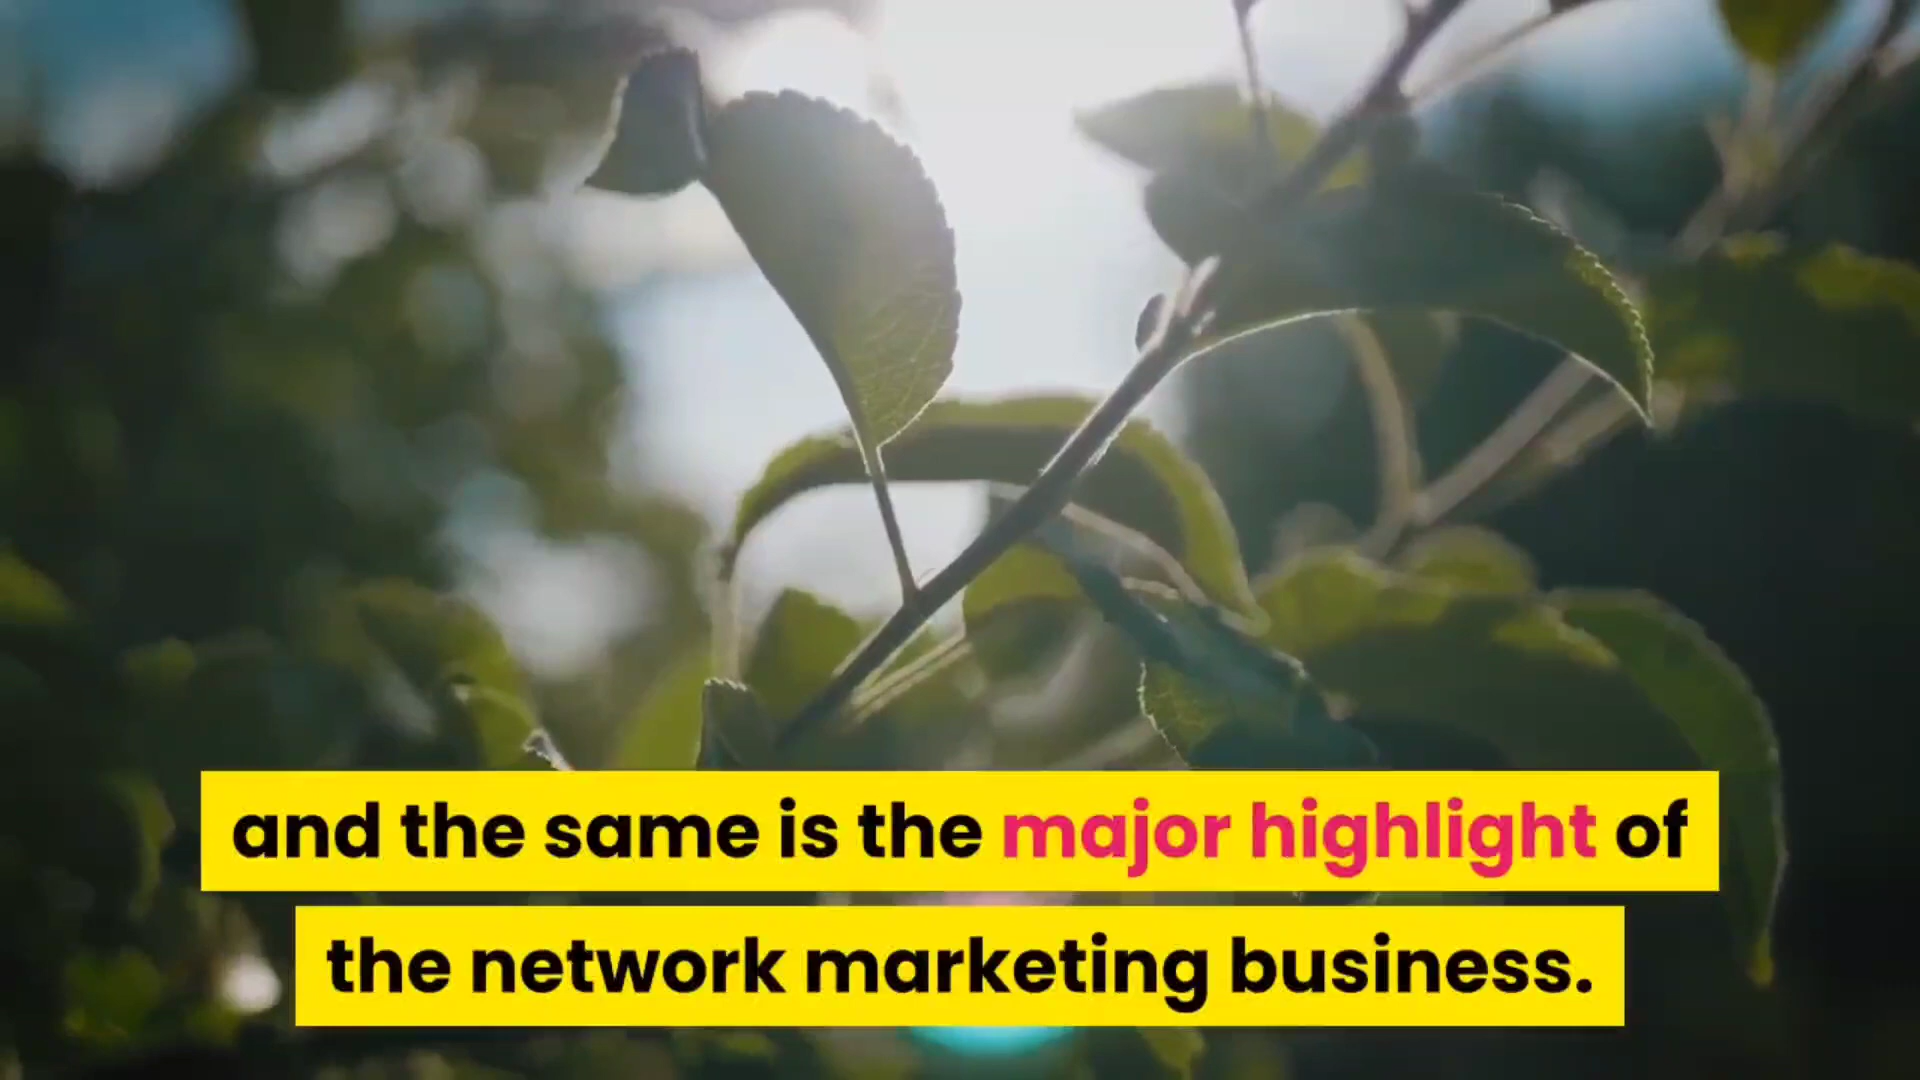 and the same is the major highlight of
the network marketing business.